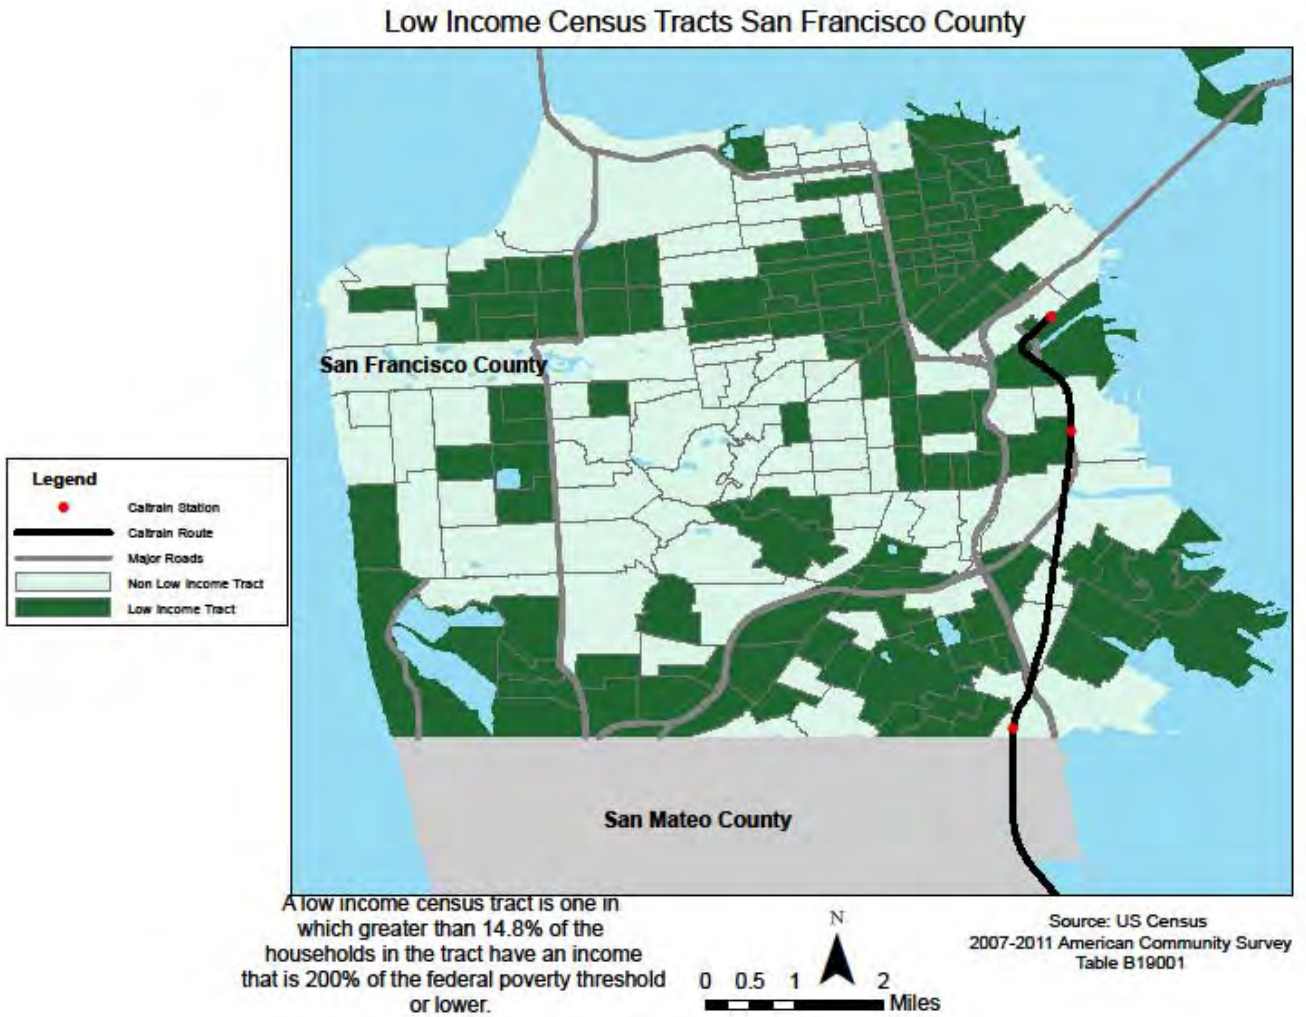 Low Income Census Tracts San Francisco County
San Francisco County
Legend
Caltrain Station
Caltrain Route
Major Roads
Non Low Income Tract
Low Income Tract
San Mateo County
A low income census tract is one in
which greater than 14.8% of the
households in the tract have an income
that is 200% of the federal poverty threshold
or lower.
N
0 0.5 1 2
Miles
Source: US Census
2007-2011 American Community Survey
Table B19001